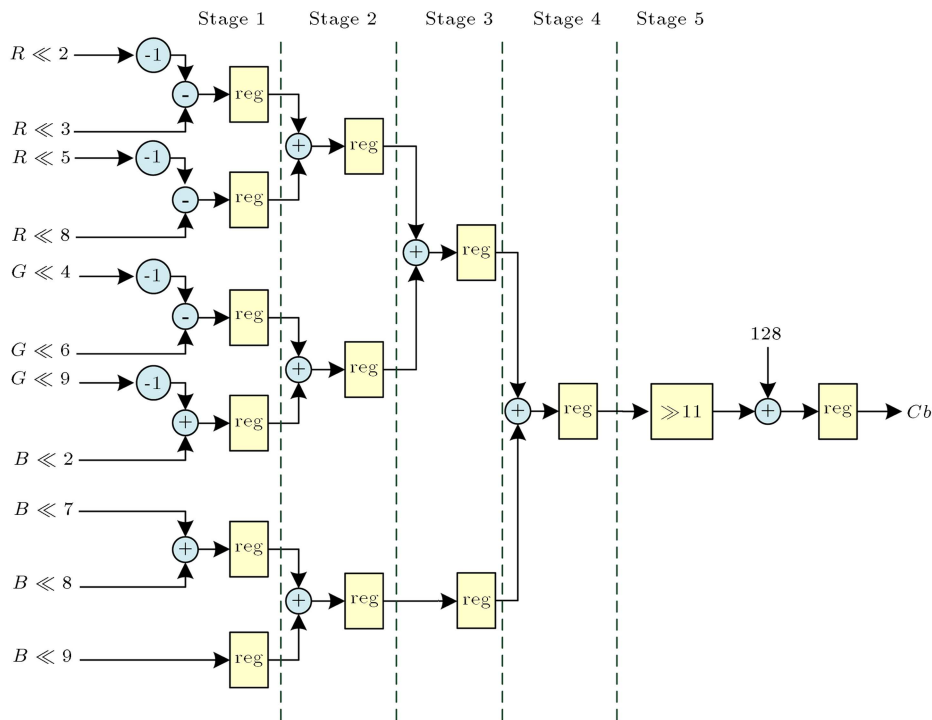 Stage 1 Stage 2 Stage 3 Stage 4 Stage 5
R ≪ 2
-1
-
reg
R ≪ 3
+
reg
R ≪ 5
-1
-
reg
R ≪ 8
+
reg
G ≪ 4
-1
-
reg
G ≪ 6
+
reg
G ≪ 9
-1
+
reg
B ≪ 2
+
reg
≫11
128
+
reg
Cb
B ≪ 7
+
reg
B ≪ 8
+
reg
reg
B ≪ 9
reg